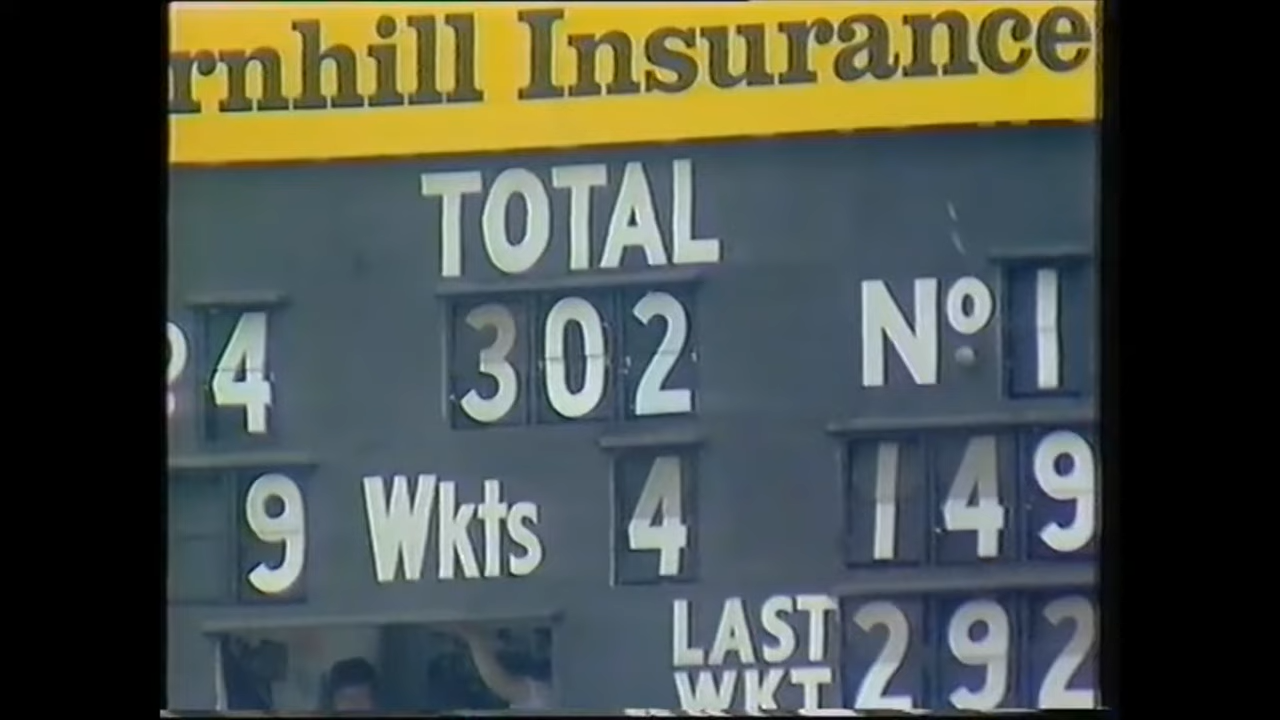 rnhill Insurance
TOTAL
4 302 No. 1
9 Wkts 4 149
LAST 292
WKT